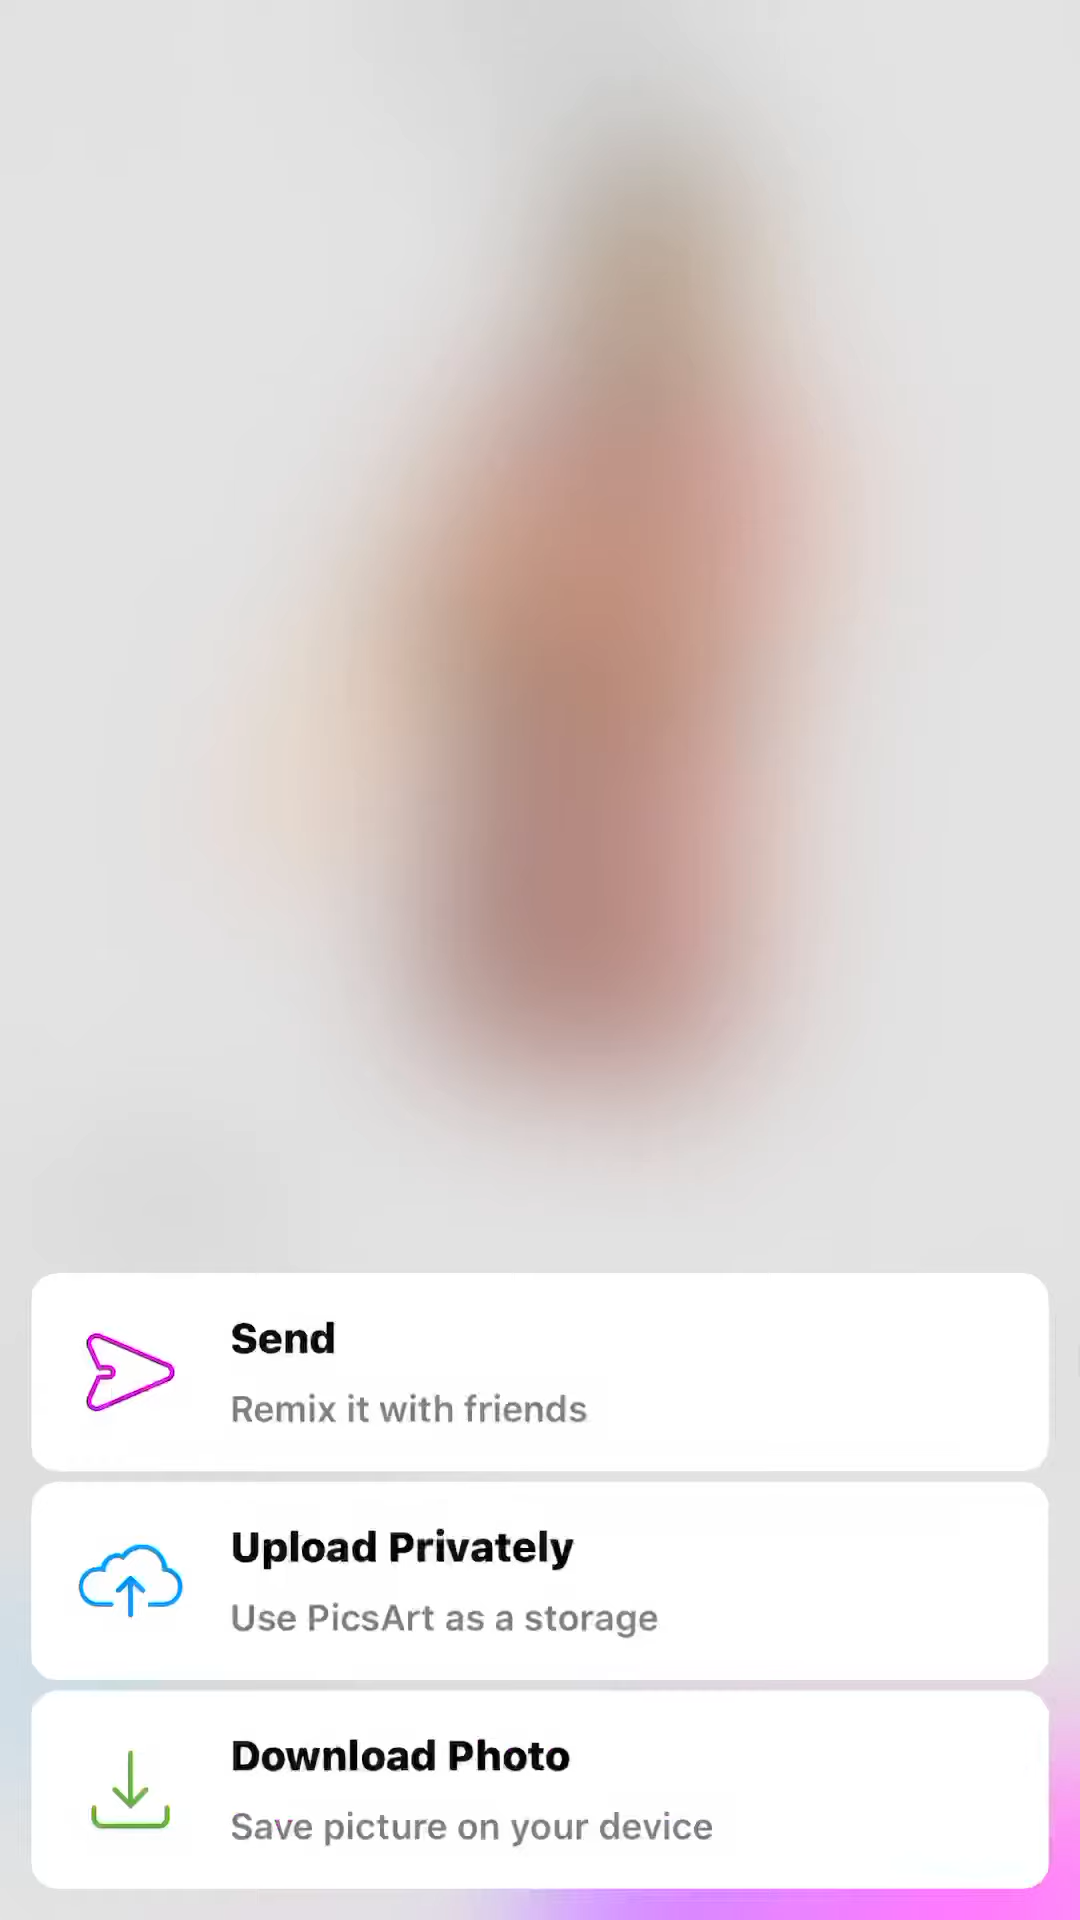 Send
Remix it with friends
Upload Privately
Use PicsArt as a storage
Download Photo
Save picture on your device